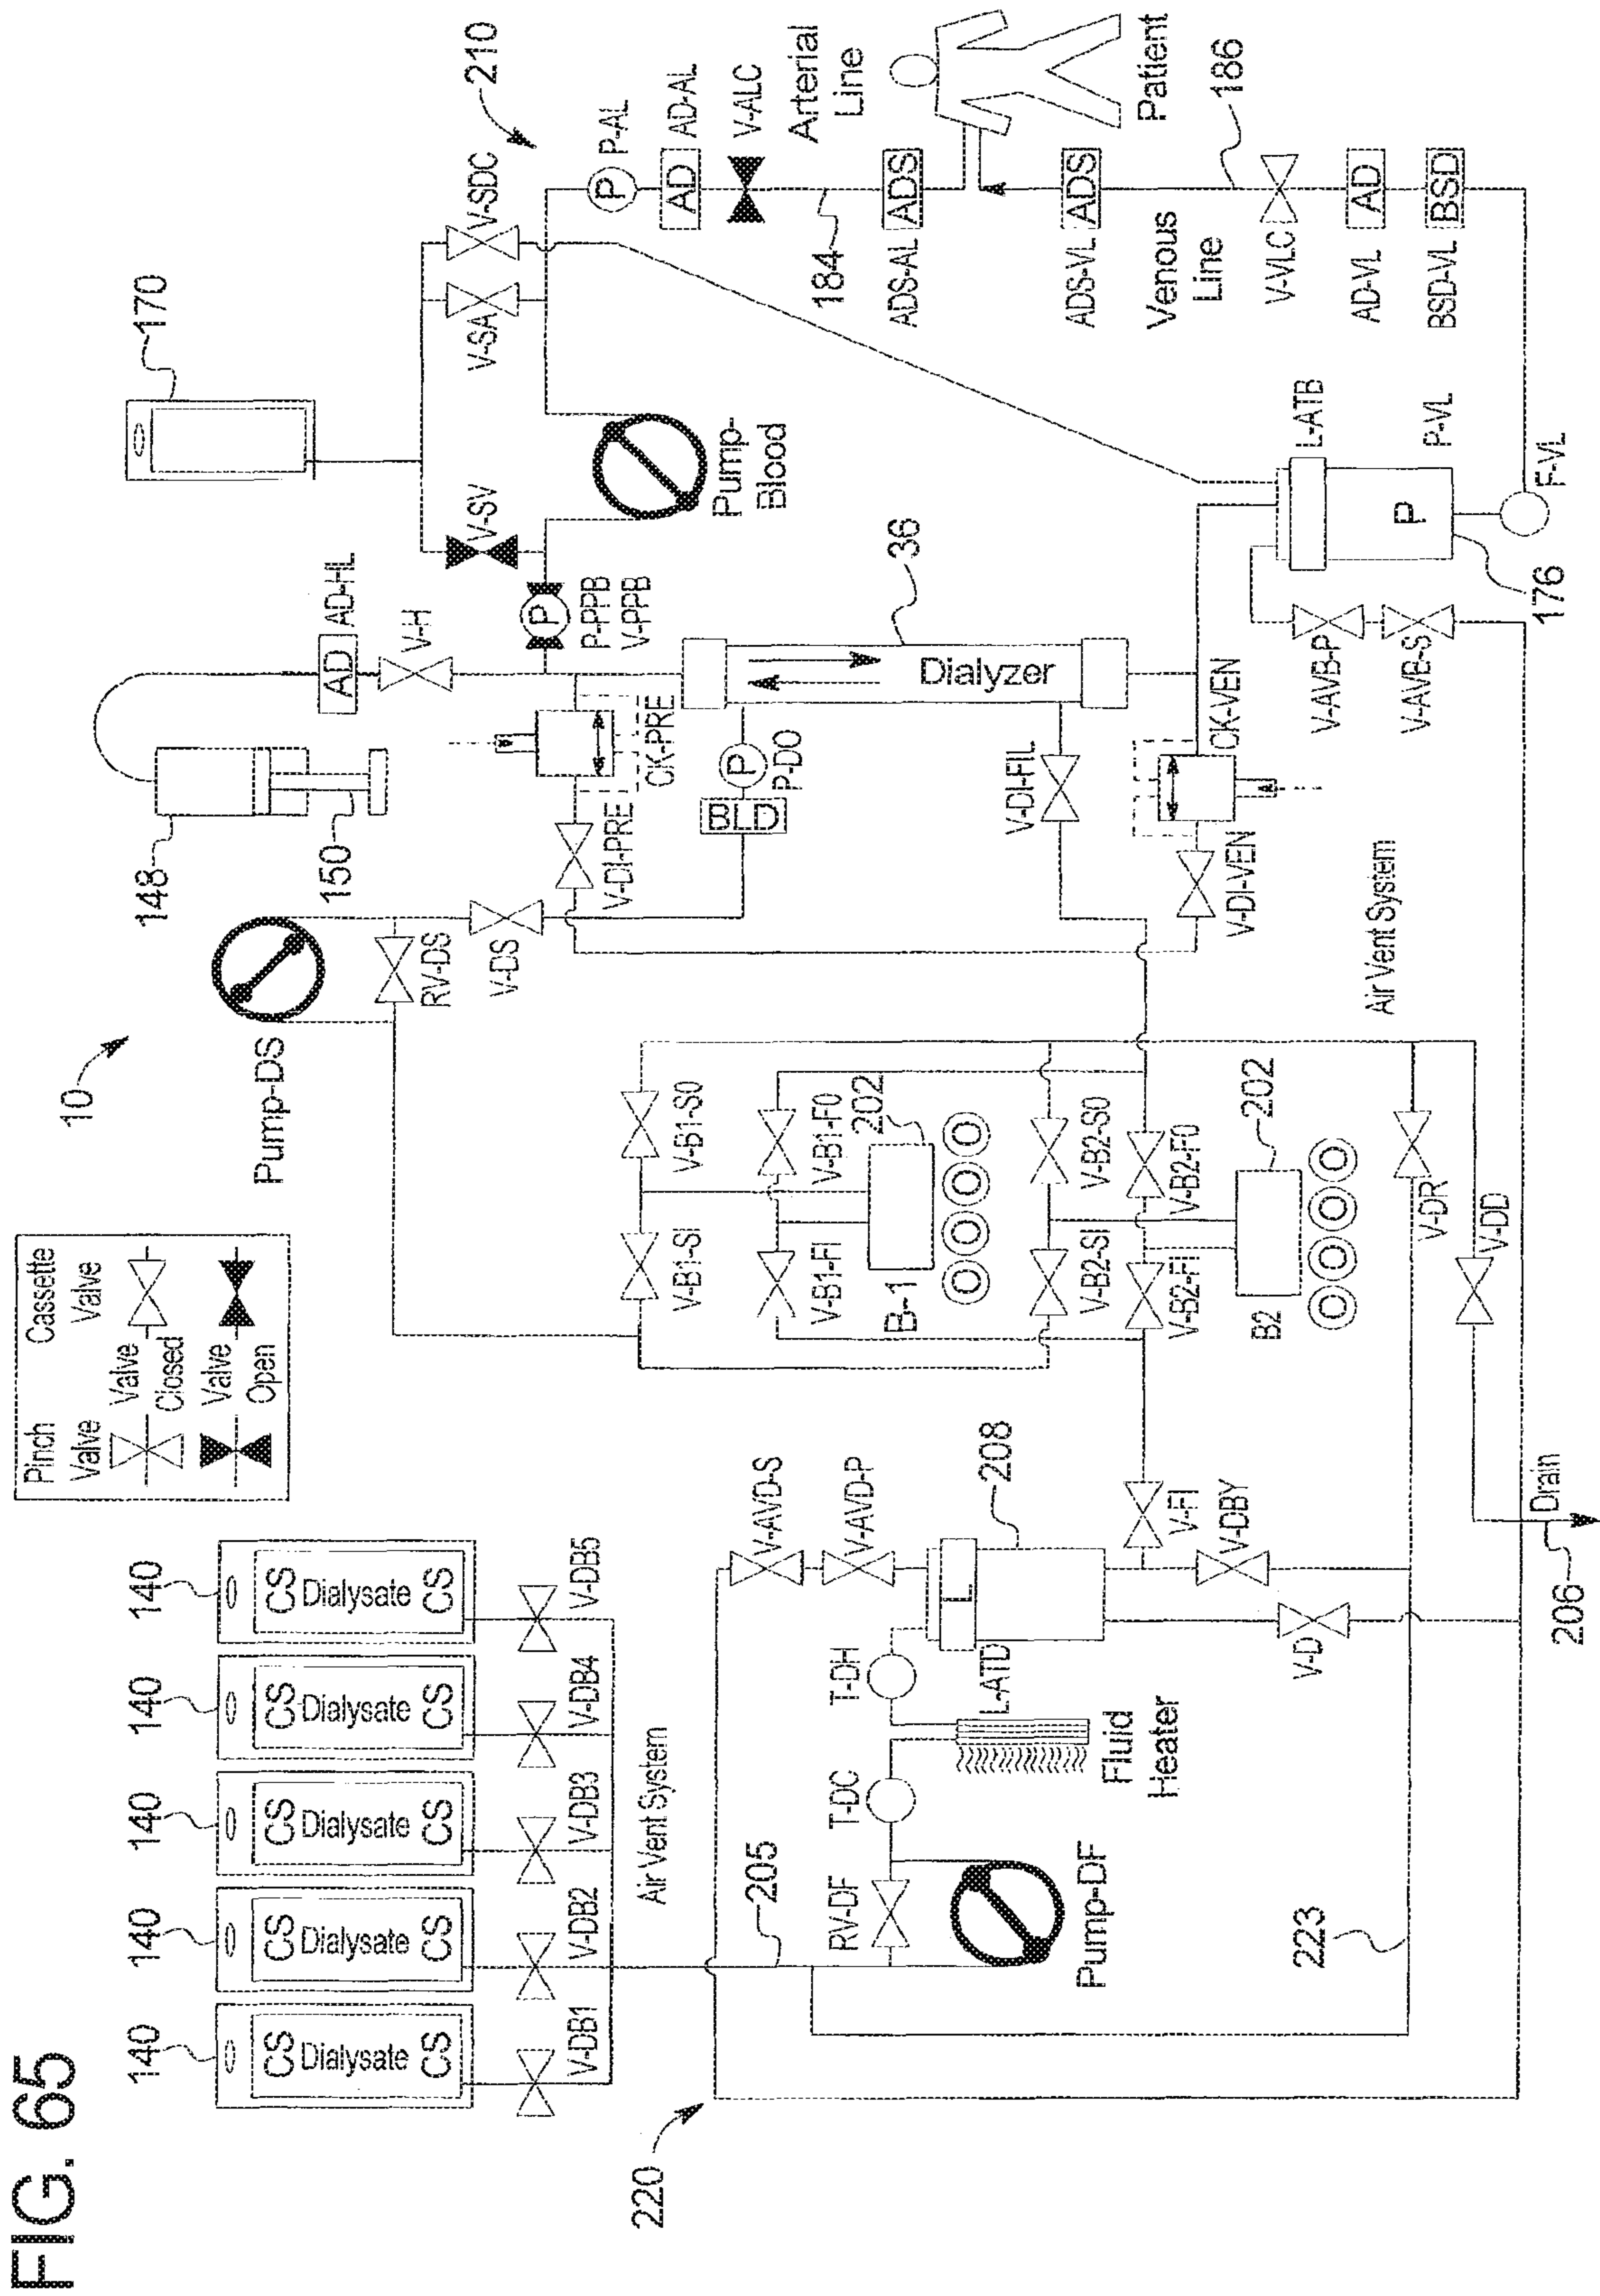 FIG. 65
Pinch Valve
Cassette Valve
Valve Closed
Valve Open
10
220
210
140
140
140
140
140
CS
Dialysate
CS
CS
Dialysate
CS
CS
Dialysate
CS
CS
Dialysate
CS
CS
Dialysate
CS
V-DB1
V-DB2
V-DB3
V-DB4
V-DB5
Air Vent System
205
V-AVD-S
V-AVD-P
208
L
L-ATD
T-DH
T-DC
RV-DF
Pump-DF
Fluid
Heater
V-FI
V-DBY
V-D
223
Drain
206
V-DD
V-DR
Pump-DS
RV-DS
V-DS
V-B1-SI
V-B1-S0
V-B1-FI
V-B1-F0
202
B-1
V-B2-SI
V-B2-S0
V-B2-FI
V-B2-F0
202
B2
148
150
AD
AD-HL
V-H
V-DI-PRE
CK-PRE
BLD
P
P-DO
Dialyzer
36
V-DI-FIL
V-DI-VEN
CK-VEN
Air Vent System
170
V-SV
V-SA
V-SDC
P
P-PPB
V-PPB
Pump-
Blood
P
P-AL
AD
AD-AL
V-ALC
Arterial
Line
184
ADS
ADS-AL
Patient
ADS
ADS-VL
Venous
Line
186
V-VLC
AD
AD-VL
BSD
BSD-VL
L-ATB
P
P-VL
F-VL
176
V-AVB-P
V-AVB-S